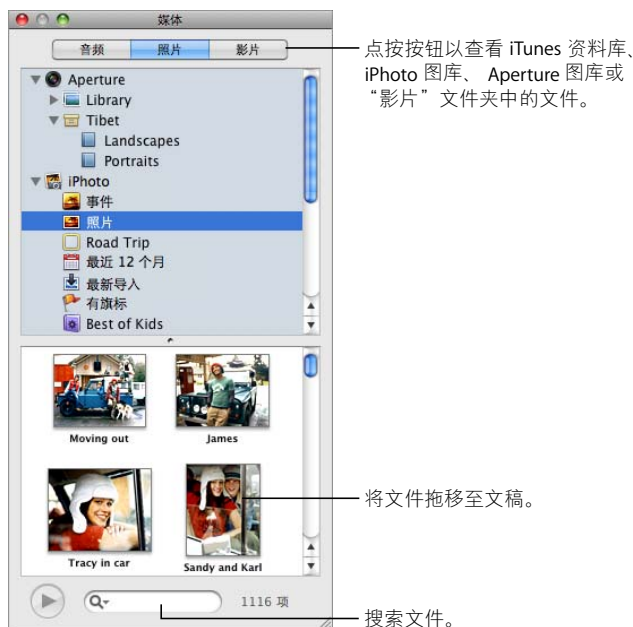 媒体
音频 照片 影片
Aperture
Library
Tibet
Landscapes
Portraits
iPhoto
事件
照片
Road Trip
最近 12 个月
最新导入
有旗标
Best of Kids
Moving out
James
Tracy in car
Sandy and Karl
1116 项
点按按钮以查看 iTunes 资料库、
iPhoto 图库、 Aperture 图库或
“影片”文件夹中的文件。
将文件拖移至文稿。
搜索文件。